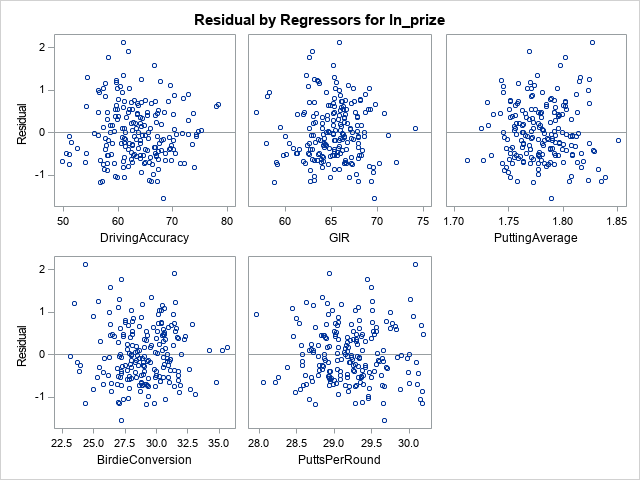 Residual by Regressors for ln_prize
Residual
2
1
0
-1
50 60 70 80
60 65 70 75
1.70 1.75 1.80 1.85
DrivingAccuracy
GIR
PuttingAverage
Residual
2
1
0
-1
22.5 25.0 27.5 30.0 32.5 35.0
28.0 28.5 29.0 29.5 30.0
BirdieConversion
PuttsPerRound